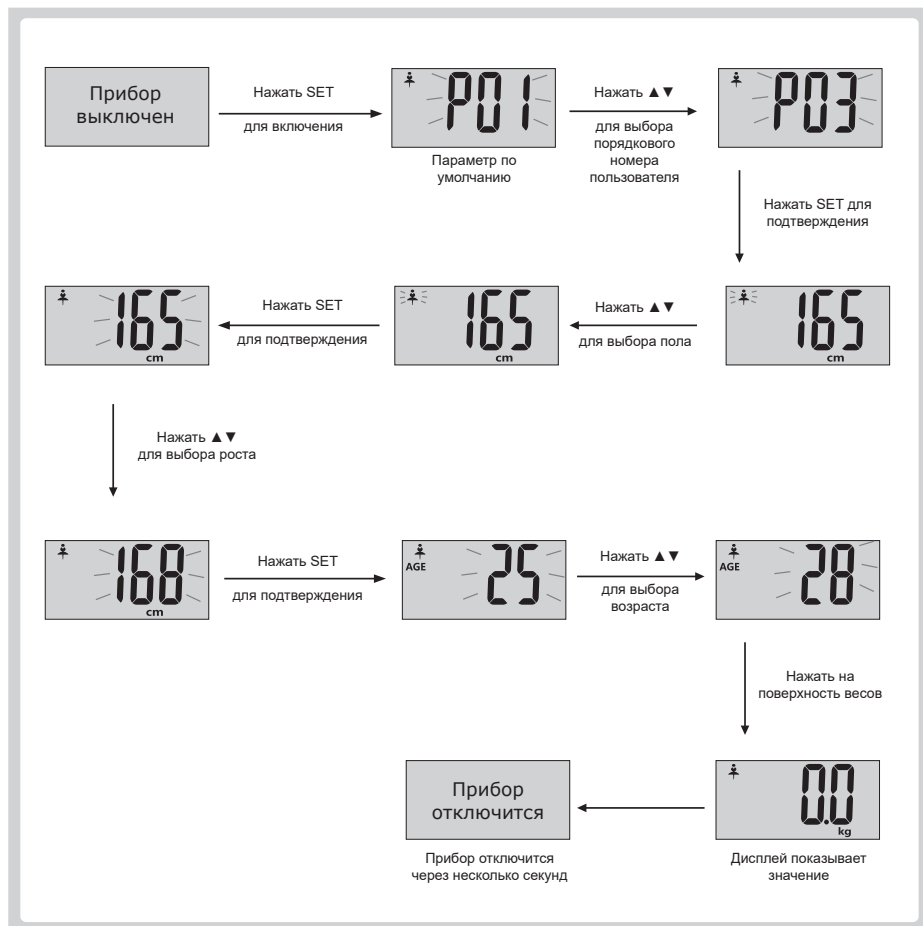 Прибор
выключен
Нажать SET
для включения
P01
Параметр по
умолчанию
Нажать ▲▼
для выбора
порядкового
номера
пользователя
P03
Нажать SET для
подтверждения
165
cm
Нажать ▲▼
для выбора пола
165
cm
Нажать SET
для подтверждения
165
cm
Нажать ▲▼
для выбора роста
168
cm
Нажать SET
для подтверждения
AGE
25
Нажать ▲▼
для выбора
возраста
AGE
28
Нажать на
поверхность весов
0.0
kg
Дисплей показывает
значение
Прибор
отключится
Прибор отключится
через несколько секунд